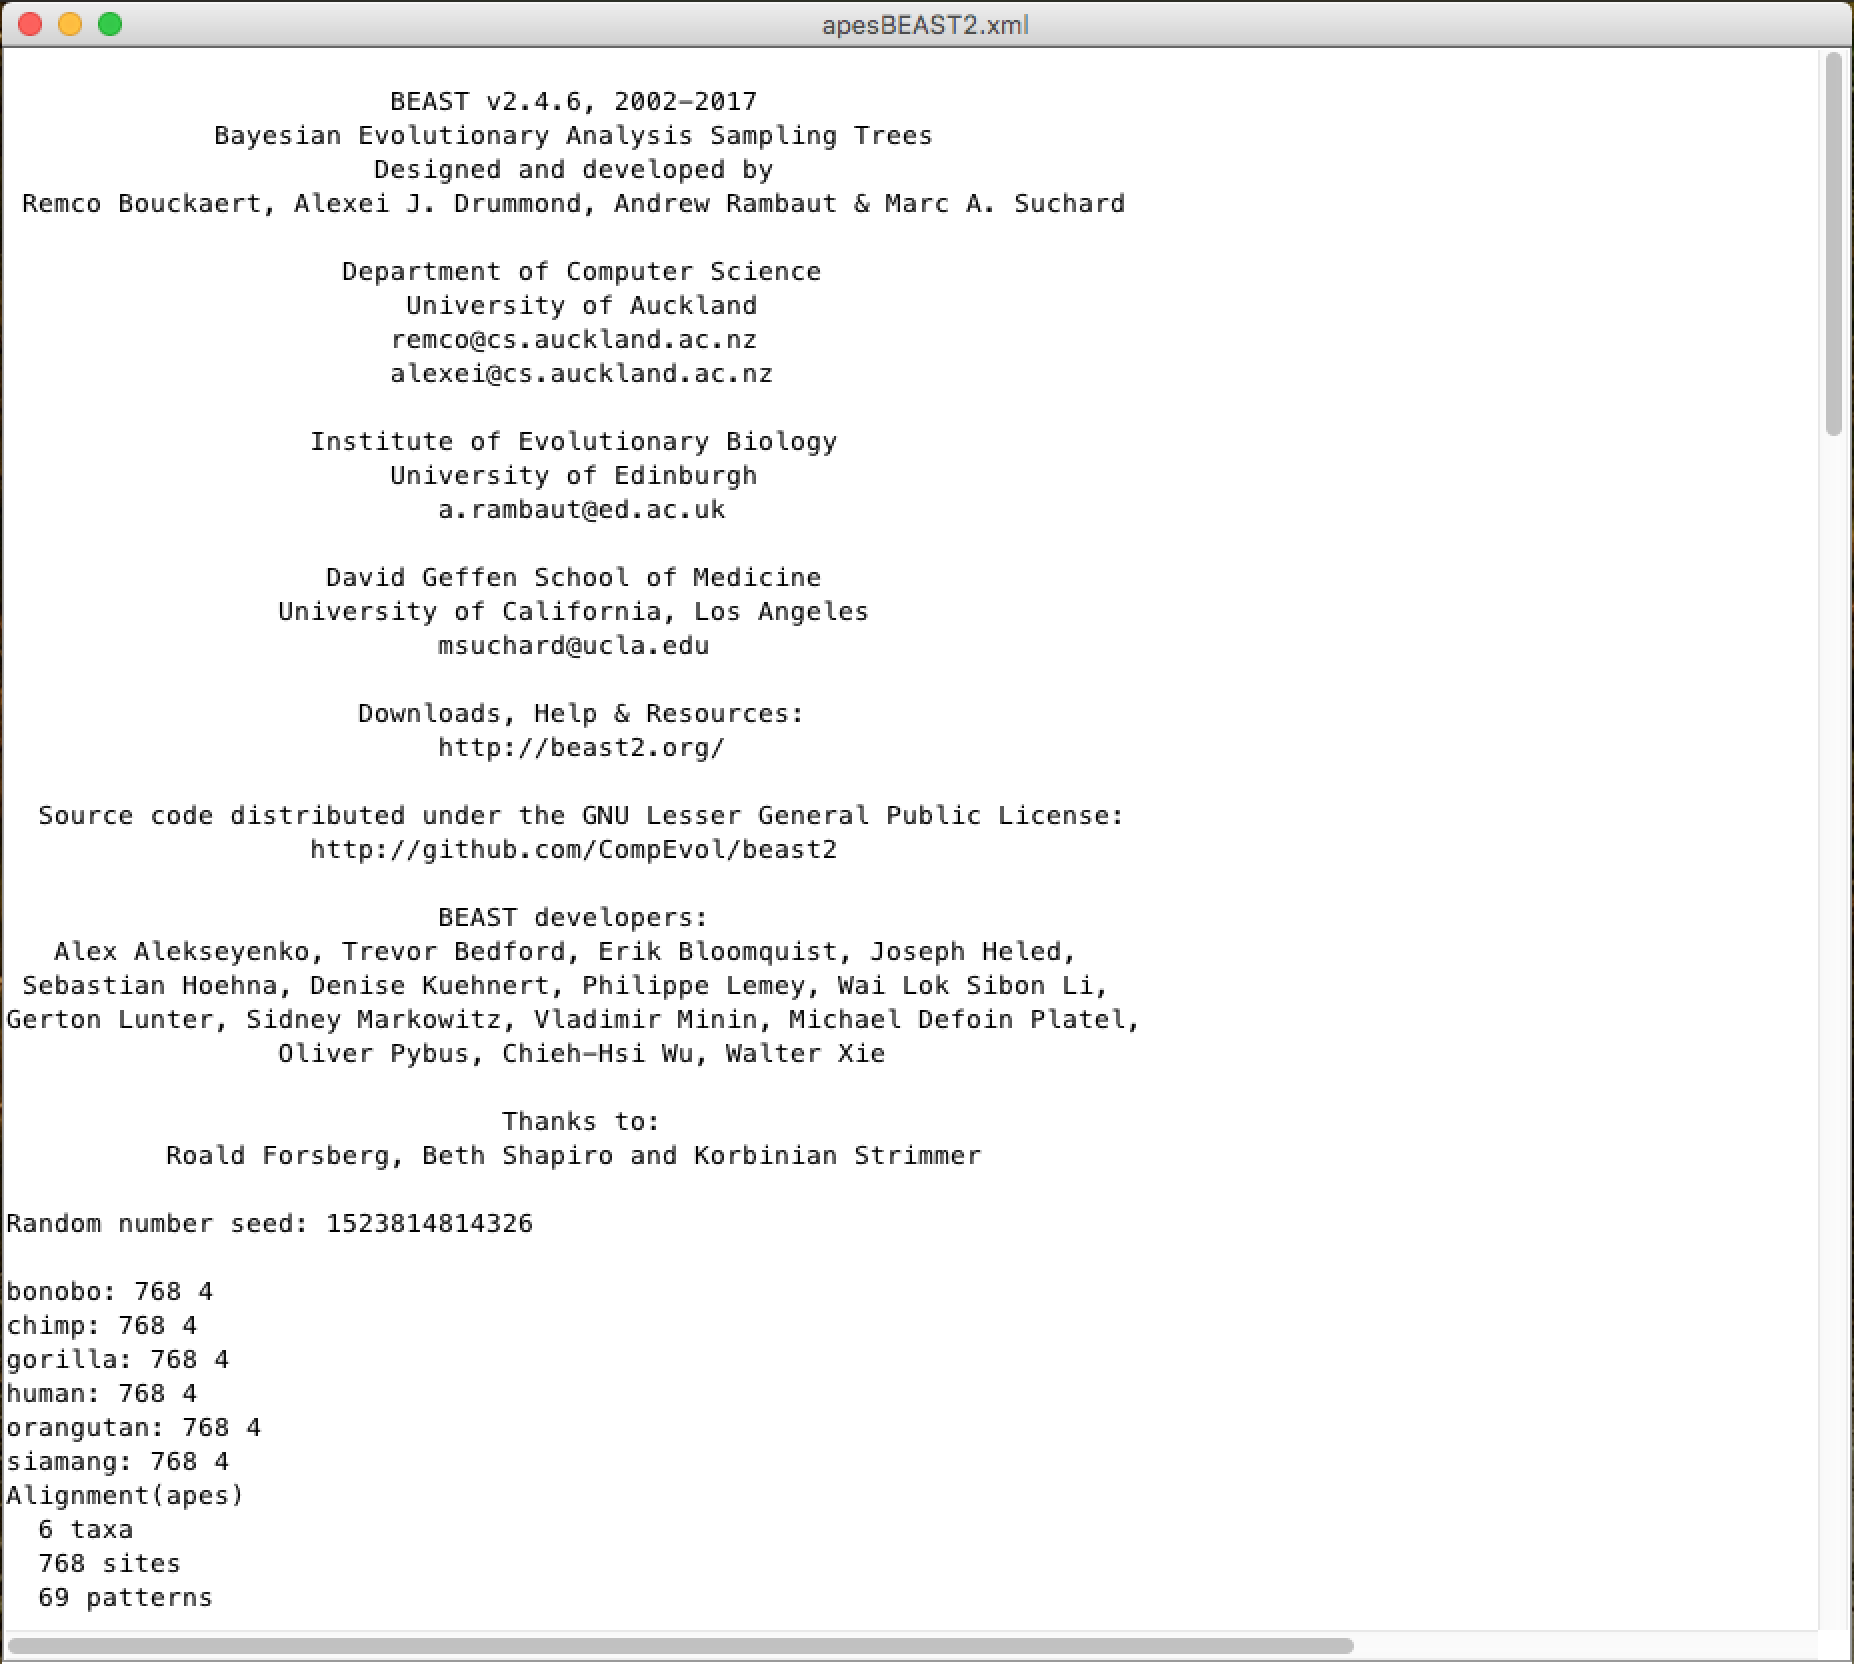 apesBEAST2.xml
BEAST v2.4.6, 2002-2017
Bayesian Evolutionary Analysis Sampling Trees
Designed and developed by
Remco Bouckaert, Alexei J. Drummond, Andrew Rambaut & Marc A. Suchard
Department of Computer Science
University of Auckland
remco@cs.auckland.ac.nz
alexei@cs.auckland.ac.nz
Institute of Evolutionary Biology
University of Edinburgh
a.rambaut@ed.ac.uk
David Geffen School of Medicine
University of California, Los Angeles
msuchard@ucla.edu
Downloads, Help & Resources:
http://beast2.org/
Source code distributed under the GNU Lesser General Public License:
http://github.com/CompEvol/beast2
BEAST developers:
Alex Alekseyenko, Trevor Bedford, Erik Bloomquist, Joseph Heled,
Sebastian Hoehna, Denise Kuehnert, Philippe Lemey, Wai Lok Sibon Li,
Gerton Lunter, Sidney Markowitz, Vladimir Minin, Michael Defoin Platel,
Oliver Pybus, Chieh-Hsi Wu, Walter Xie
Thanks to:
Roald Forsberg, Beth Shapiro and Korbinian Strimmer
Random number seed: 1523814814326
bonobo: 768 4
chimp: 768 4
gorilla: 768 4
human: 768 4
orangutan: 768 4
siamang: 768 4
Alignment(apes)
6 taxa
768 sites
69 patterns